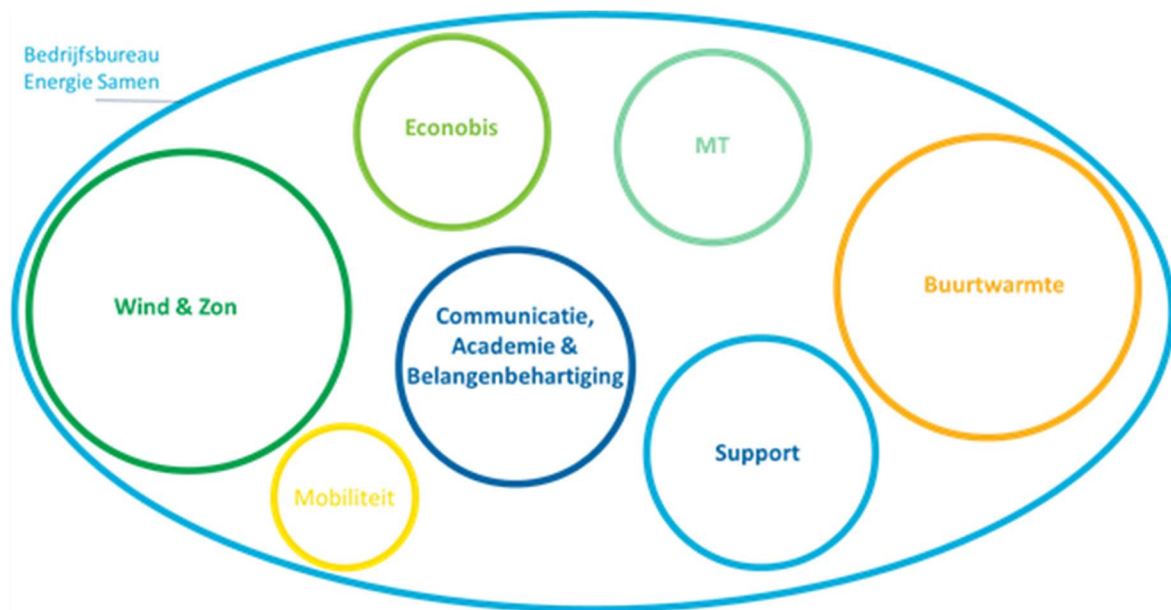 Bedrijfsbureau
Energie Samen
Econobis
MT
Wind & Zon
Buurtwarmte
Communicatie,
Academie &
Belangenbehartiging
Support
Mobiliteit